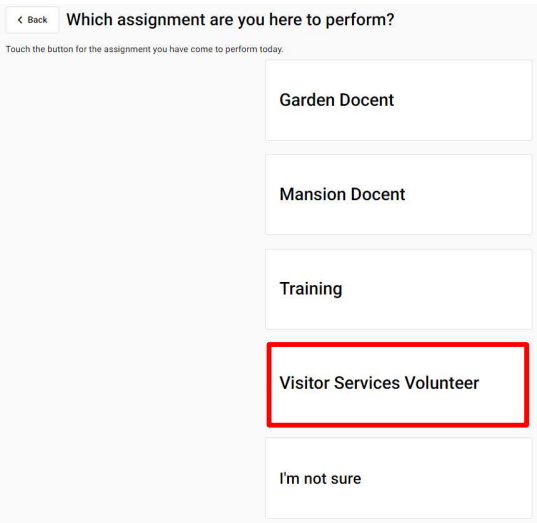 Back
Which assignment are you here to perform?
Touch the button for the assignment you have come to perform today.
Garden Docent
Mansion Docent
Training
Visitor Services Volunteer
I'm not sure